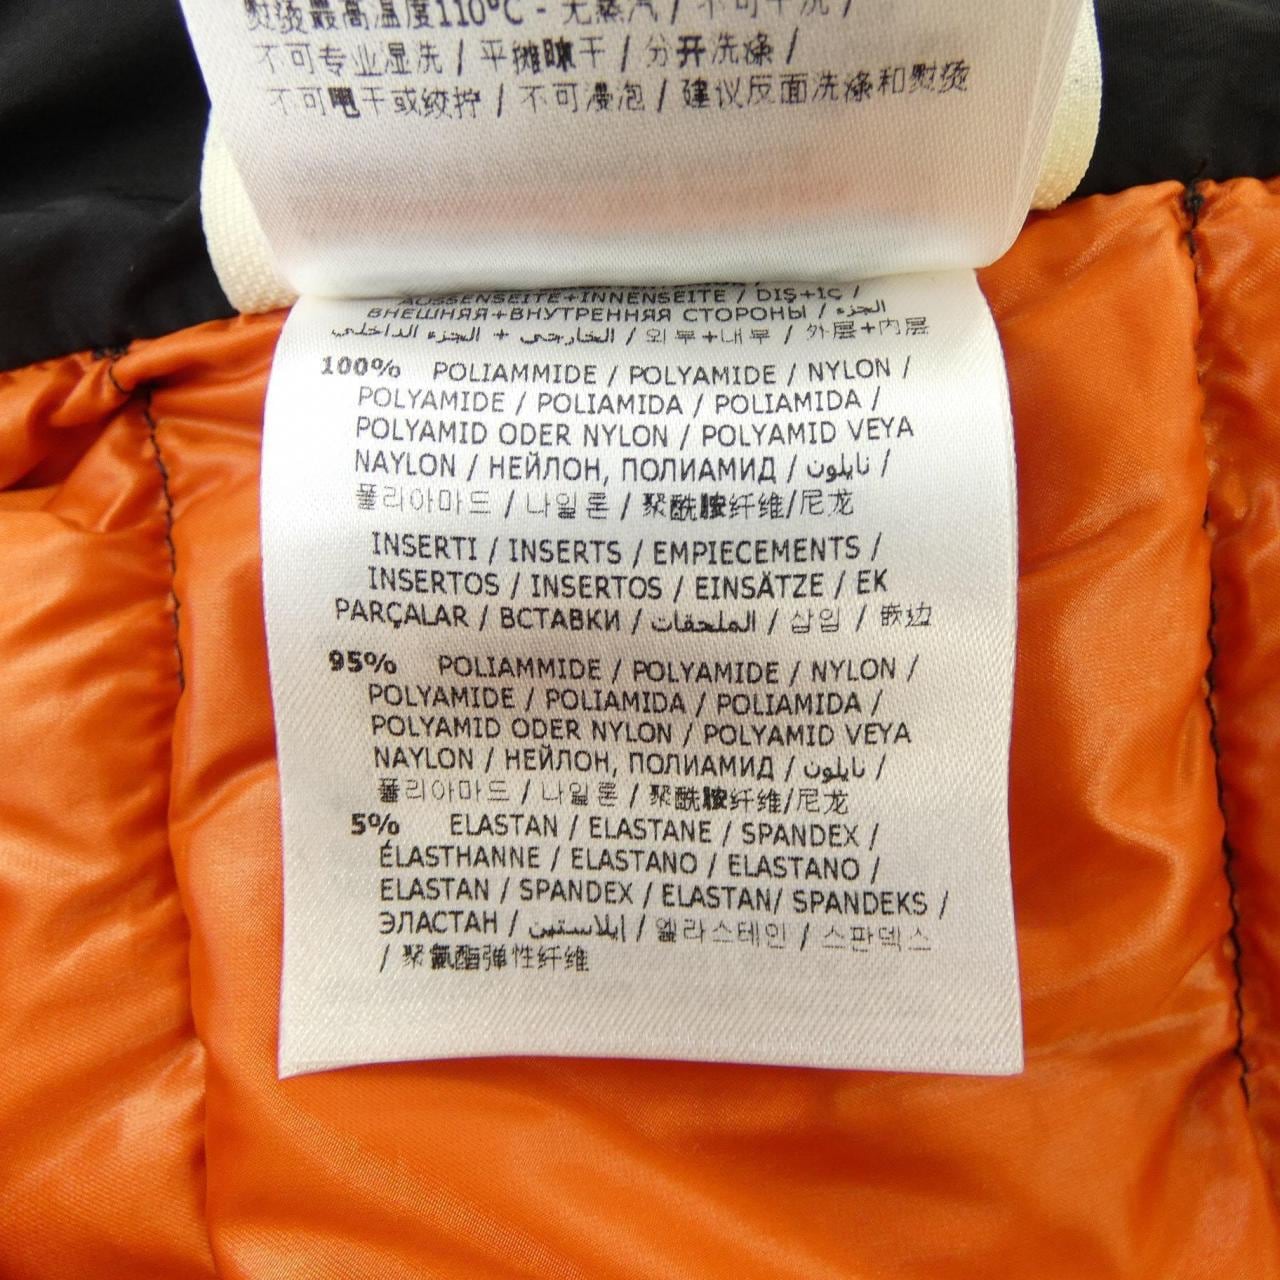 熨烫最高温度110°C - 无蒸汽 / 不可干洗 /
不可专业湿洗 / 平摊晾干 / 分开洗涤 /
不可甩干或绞拧 / 不可浸泡 / 建议反面洗涤和熨烫
AUSSENSEITE+INNENSEITE / DIŞ+İÇ /
ВНЕШНЯЯ+ВНУТРЕННЯЯ СТОРОНЫ / الجزء
الخارجي + الجزء الداخلي / 외부+내부 / 外层+内层
100% POLIAMMIDE / POLYAMIDE / NYLON /
POLYAMIDE / POLIAMIDA / POLIAMIDA /
POLYAMID ODER NYLON / POLYAMID VEYA
NAYLON / НЕЙЛОН, ПОЛИАМИД / نايلون /
폴리아마드 / 나일론 / 聚酰胺纤维/尼龙
INSERTI / INSERTS / EMPIECEMENTS /
INSERTOS / INSERTOS / EINSÄTZE / EK
PARÇALAR / ВСТАВКИ / الملحقات / 삽입 / 嵌边
95% POLIAMMIDE / POLYAMIDE / NYLON /
POLYAMIDE / POLIAMIDA / POLIAMIDA /
POLYAMID ODER NYLON / POLYAMID VEYA
NAYLON / НЕЙЛОН, ПОЛИАМИД / نايلون /
폴리아마드 / 나일론 / 聚酰胺纤维/尼龙
5% ELASTAN / ELASTANE / SPANDEX /
ÉLASTHANNE / ELASTANO / ELASTANO /
ELASTAN / SPANDEX / ELASTAN/ SPANDEKS /
ЭЛАСТАН / إيلاستين / 엘라스테인 / 스판덱스
/ 聚氨酯弹性纤维